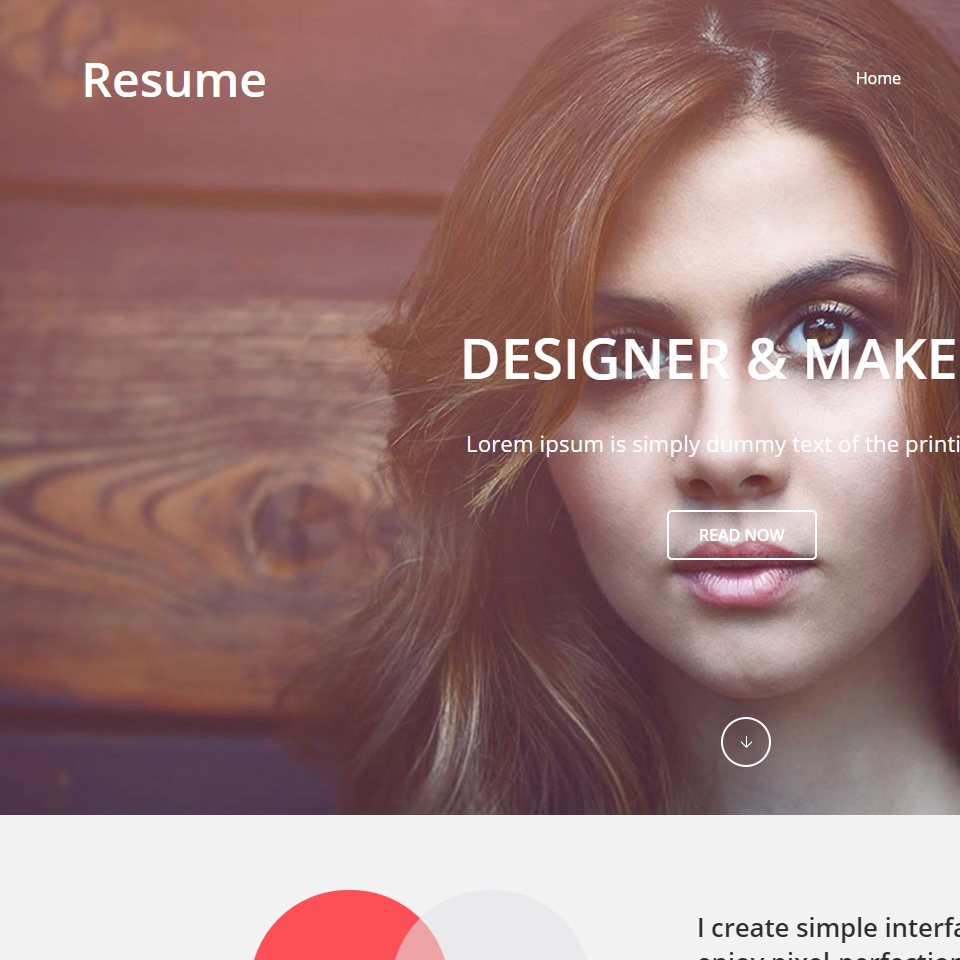 Resume
Home
DESIGNER & MAKE
Lorem ipsum is simply dummy text of the printi
READ NOW
I create simple interfa
enjoy pixel perfection